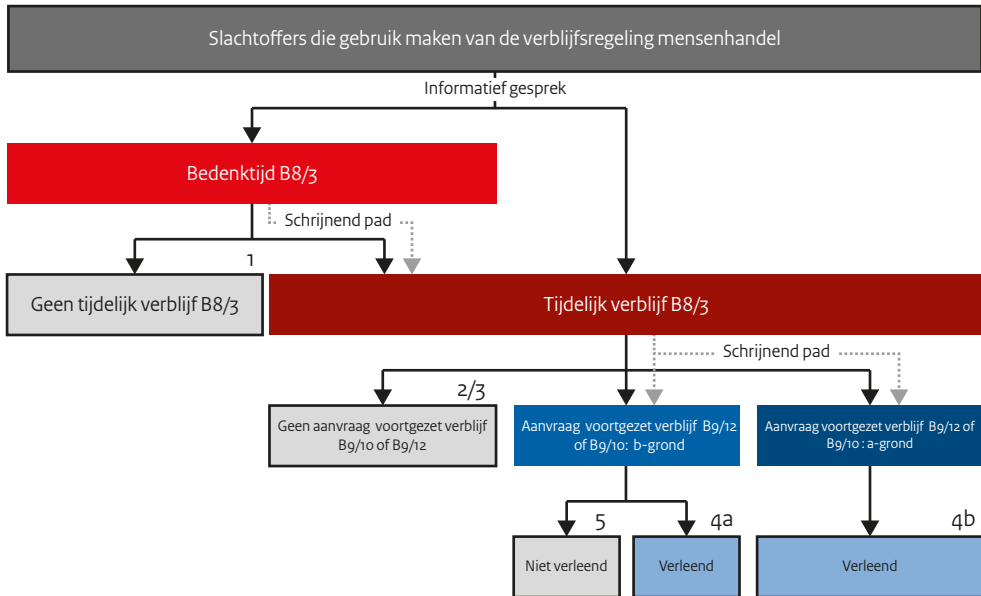 Slachtoffers die gebruik maken van de verblijfsregeling mensenhandel
Informatief gesprek
Bedenktijd B8/3
Schrijnend pad
1
Geen tijdelijk verblijf B8/3
Tijdelijk verblijf B8/3
Schrijnend pad
2/3
Geen aanvraag voortgezet verblijf
B9/10 of B9/12
Aanvraag voortgezet verblijf B9/12
of B9/10: b-grond
Aanvraag voortgezet verblijf B9/12 of
B9/10 : a-grond
5
4a
4b
Niet verleend
Verleend
Verleend